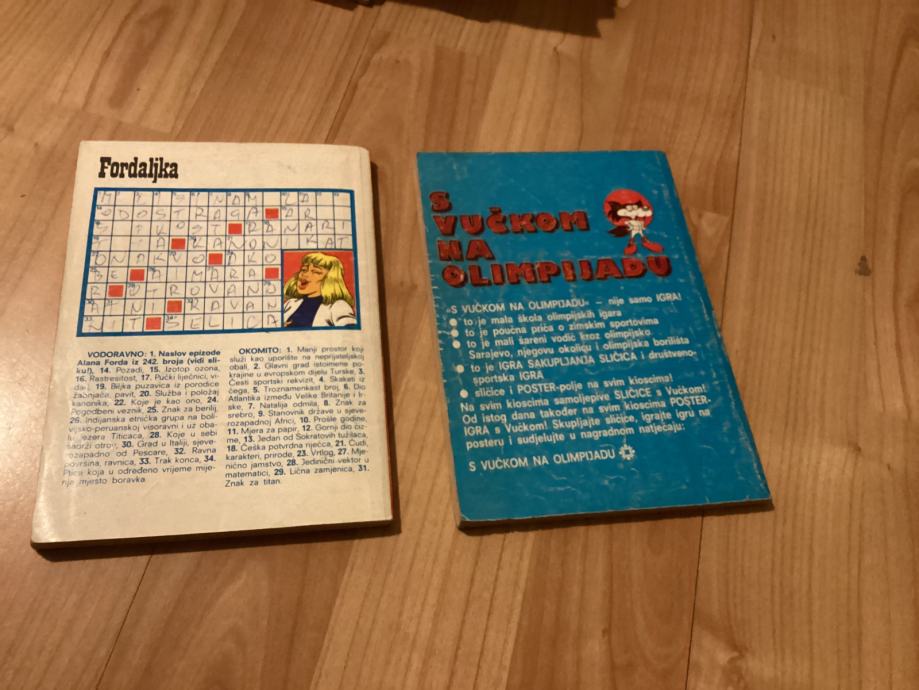 Fordaljka
VODORAVNO: 1. Naslov epizode
Alana Forda iz 242. broja (vidi sli-
ku!), 14. Pozadi, 15. Izotop ozona,
16. Rastresitost, 17. Pučki liječnici, vi-
dari, 19. Biljka puzavica iz porodice
žabnjača, pavit, 20. Služba i položaj
kanonika, 22. Koje je kao ono, 24.
Pogodbeni veznik, 25. Znak za berilij,
26. Indijanska etnička grupa na boli-
vijsko-peruanskoj visoravni i uz oba-
lu jezera Titicaca, 28. Koje u sebi
sadrži otrov, 30. Grad u Italiji, sjeve-
rozapadno od Pescare, 32. Ravna
površina, ravnica, 33. Trak konca, 34.
Ptica koja u određeno vrijeme mije-
nja mjesto boravka.
OKOMITO: 1. Manji prostor koji
služi kao uporište na neprijateljskoj
obali, 2. Glavni grad istoimene po-
krajine u evropskom dijelu Turske, 3.
Česti sportski rekvizit, 4. Skaketi iz
čega, 5. Troznamenkast broj, 6. Dio
Atlantika između Velike Britanije i Ir-
ske, 7. Natalija odmila, 8. Znak za
srebro, 9. Stanovnik države u sjeve-
rozapadnoj Africi, 10. Prošle godine,
11. Mjera za papir, 12. Gornji dio čiz-
me, 13. Jedan od Sokratovih tužilaca,
18. Češka potvrdna riječca, 21. Čudi,
karakteri, prirode, 23. Vrtlog, 27. Mje-
nično jamstvo, 28. Jedinični vektor u
matematici, 29. Lična zamjenica, 31.
Znak za titan.
S
VUČKOM
NA
OLIMPIJADU
«S VUČKOM NA OLIMPIJADU» – nije samo IGRA!
● to je mala škola olimpijskih igara
● to je poučna priča o zimskim sportovima
● to je mali šareni vodič kroz olimpijsko
Sarajevo, njegovu okolicu i olimpijska borilišta
● to je IGRA SAKUPLJANJA SLIČICA i društveno-
sportska IGRA
● sličice i POSTER-polje na svim kioscima!
Na svim kioscima samoljepive SLIČICE s Vučkom!
Od istog dana također na svim kioscima POSTER-
IGRA s Vučkom! Skupljajte sličice, igrajte igru na
posteru i sudjelujte u nagradnom natječaju:
S VUČKOM NA OLIMPIJADU